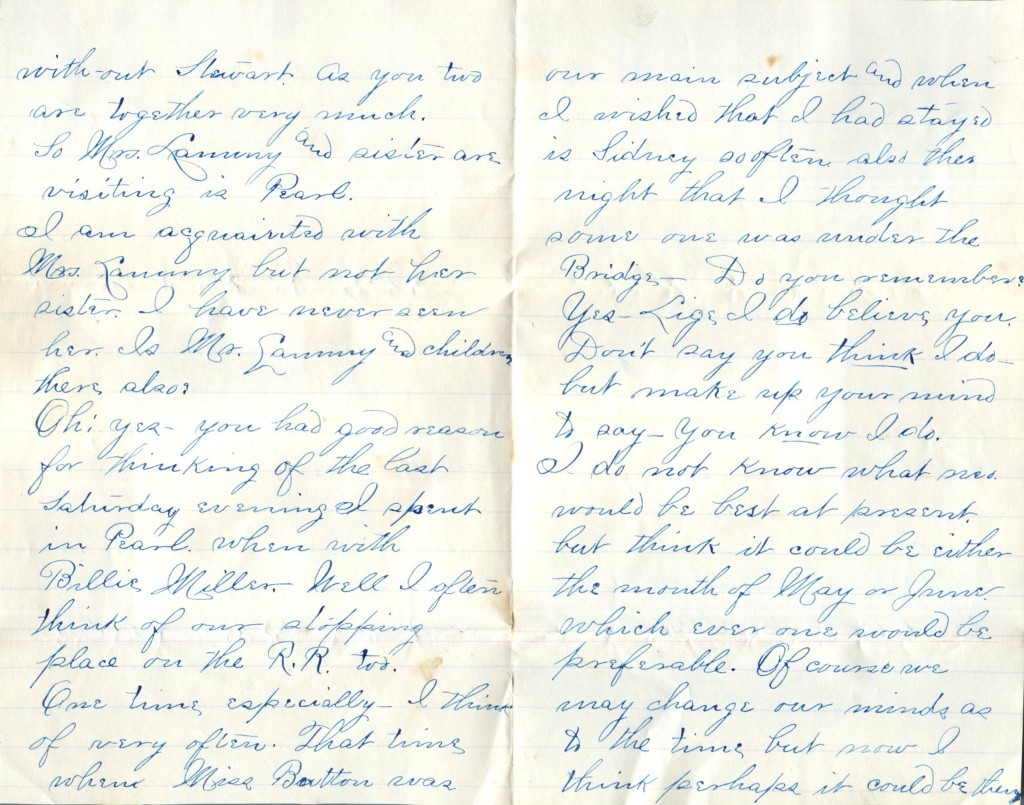 with-out Stewart. As you two
are together very much.
So Mrs. Lammy and sister are
visiting is Pearl.
I am acquainted with
Mrs. Lammy but not her
sister. I have never seen
her. Is Mr. Lammy and children
there also?
Oh! yes- you had good reason
for thinking of the last
Saturday evening I spent
in Pearl. when with
Billie Miller. Well I often
think of our stopping
place on the R.R. too.
One time especially- I think
of very often. That time
when Miss Button was
our main subject and when
I wished that I had stayed
is Sidney so often also the
night that I thought
some one was under the
Bridge- Do you remember?
Yes- Lige, I do believe you.
Don't say you think I do-
but make up your mind
to say- you know I do.
I do not know what mo.
would be best at present.
but think it could be either
the month of May or June.
which ever one would be
preferable. Of course we
may change our minds as
to the time but now I
think perhaps it could be then